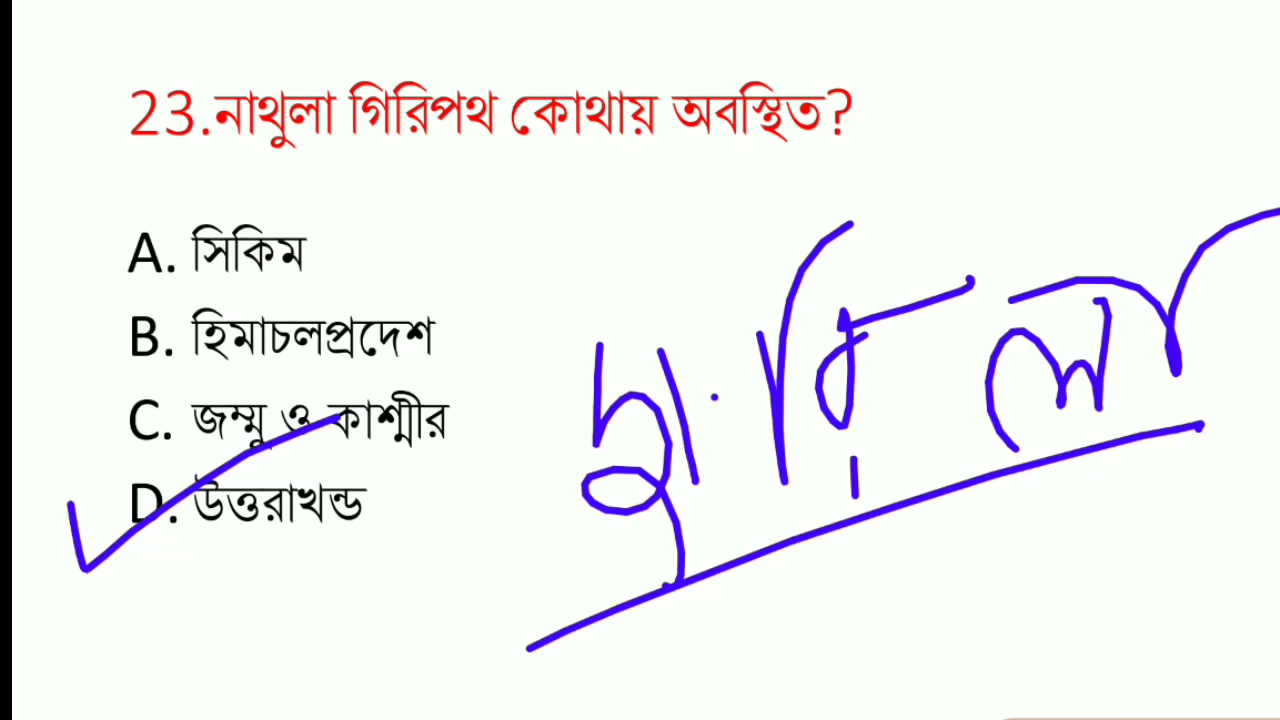 23.নাথুলা গিরিপথ কোথায় অবস্থিত?
A. সিকিম
B. হিমাচলপ্রদেশ
C. জম্মু ও কাশ্মীর
D. উত্তরাখন্ড